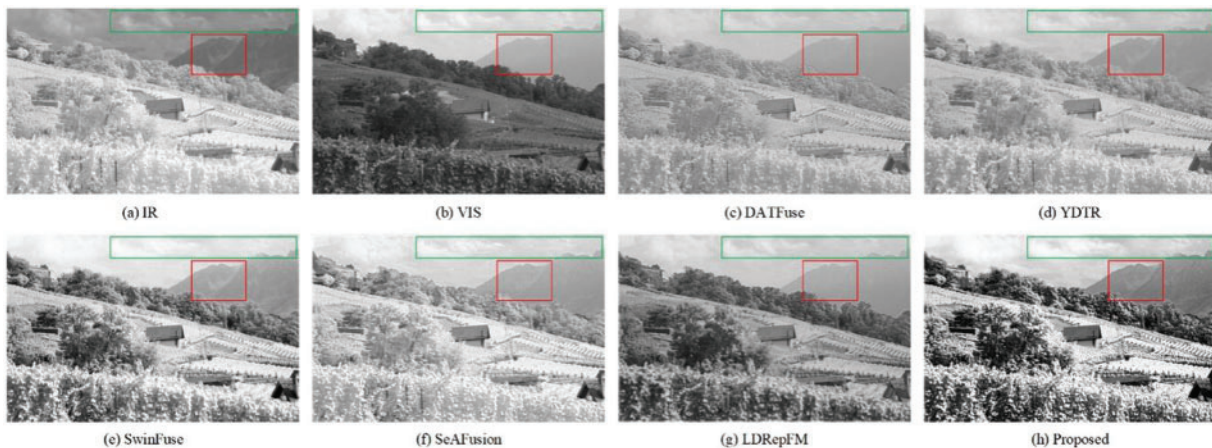 (a) IR
(b) VIS
(c) DATFuse
(d) YDTR
(e) SwinFuse
(f) SeAFusion
(g) LDRepFM
(h) Proposed